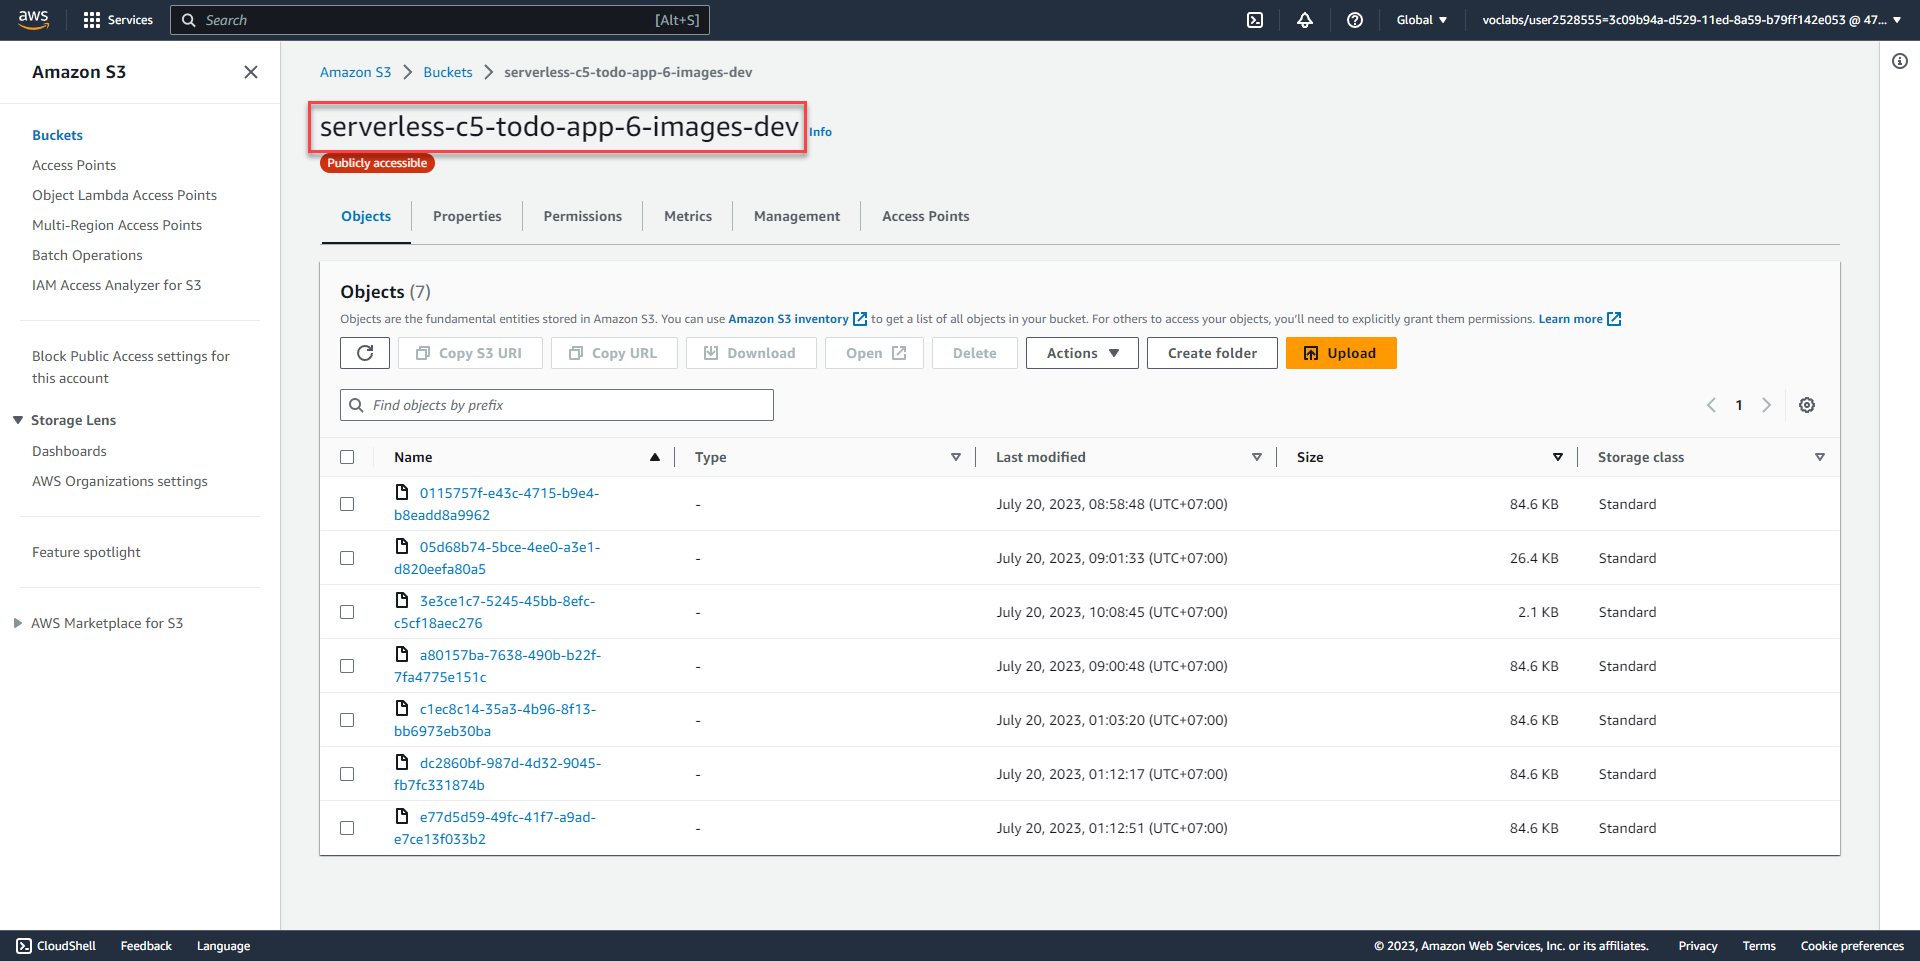 aws
Services
Search
[Alt+S]
Global
voclabs/user2528555=3c09b94a-d529-11ed-8a59-b79ff142e053 @ 47...
Amazon S3
Buckets
Access Points
Object Lambda Access Points
Multi-Region Access Points
Batch Operations
IAM Access Analyzer for S3
Block Public Access settings for
this account
Storage Lens
Dashboards
AWS Organizations settings
Feature spotlight
AWS Marketplace for S3
Amazon S3 > Buckets > serverless-c5-todo-app-6-images-dev
serverless-c5-todo-app-6-images-dev Info
Publicly accessible
Objects
Properties
Permissions
Metrics
Management
Access Points
Objects (7)
Objects are the fundamental entities stored in Amazon S3. You can use Amazon S3 inventory to get a list of all objects in your bucket. For others to access your objects, you'll need to explicitly grant them permissions. Learn more
Copy S3 URI
Copy URL
Download
Open
Delete
Actions
Create folder
Upload
Find objects by prefix
1
Name
Type
Last modified
Size
Storage class
0115757f-e43c-4715-b9e4-
b8eadd8a9962
-
July 20, 2023, 08:58:48 (UTC+07:00)
84.6 KB
Standard
05d68b74-5bce-4ee0-a3e1-
d820eefa80a5
-
July 20, 2023, 09:01:33 (UTC+07:00)
26.4 KB
Standard
3e3ce1c7-5245-45bb-8efc-
c5cf18aec276
-
July 20, 2023, 10:08:45 (UTC+07:00)
2.1 KB
Standard
a80157ba-7638-490b-b22f-
7fa4775e151c
-
July 20, 2023, 09:00:48 (UTC+07:00)
84.6 KB
Standard
c1ec8c14-35a3-4b96-8f13-
bb6973eb30ba
-
July 20, 2023, 01:03:20 (UTC+07:00)
84.6 KB
Standard
dc2860bf-987d-4d32-9045-
fb7fc331874b
-
July 20, 2023, 01:12:17 (UTC+07:00)
84.6 KB
Standard
e77d5d59-49fc-41f7-a9ad-
e7ce13f033b2
-
July 20, 2023, 01:12:51 (UTC+07:00)
84.6 KB
Standard
CloudShell
Feedback
Language
© 2023, Amazon Web Services, Inc. or its affiliates.
Privacy
Terms
Cookie preferences